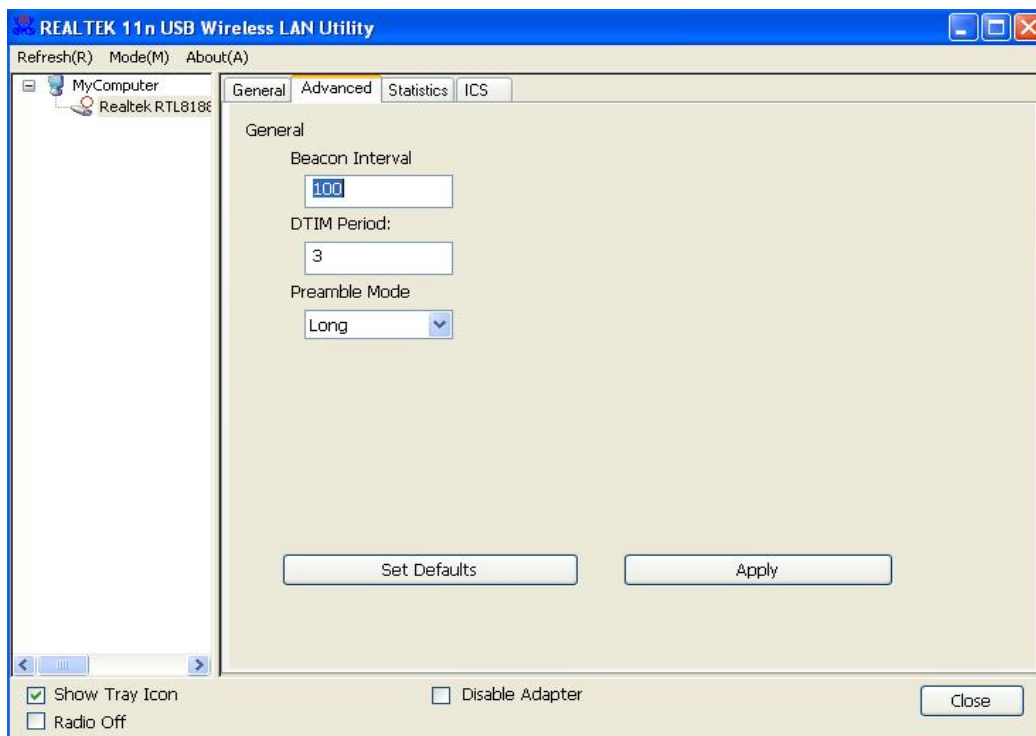 REALTEK 11n USB Wireless LAN Utility
Refresh(R) Mode(M) About(A)
MyComputer
Realtek RTL8188
General Advanced Statistics ICS
General
Beacon Interval
100
DTIM Period:
3
Preamble Mode
Long
Set Defaults Apply
Show Tray Icon Disable Adapter Close
Radio Off